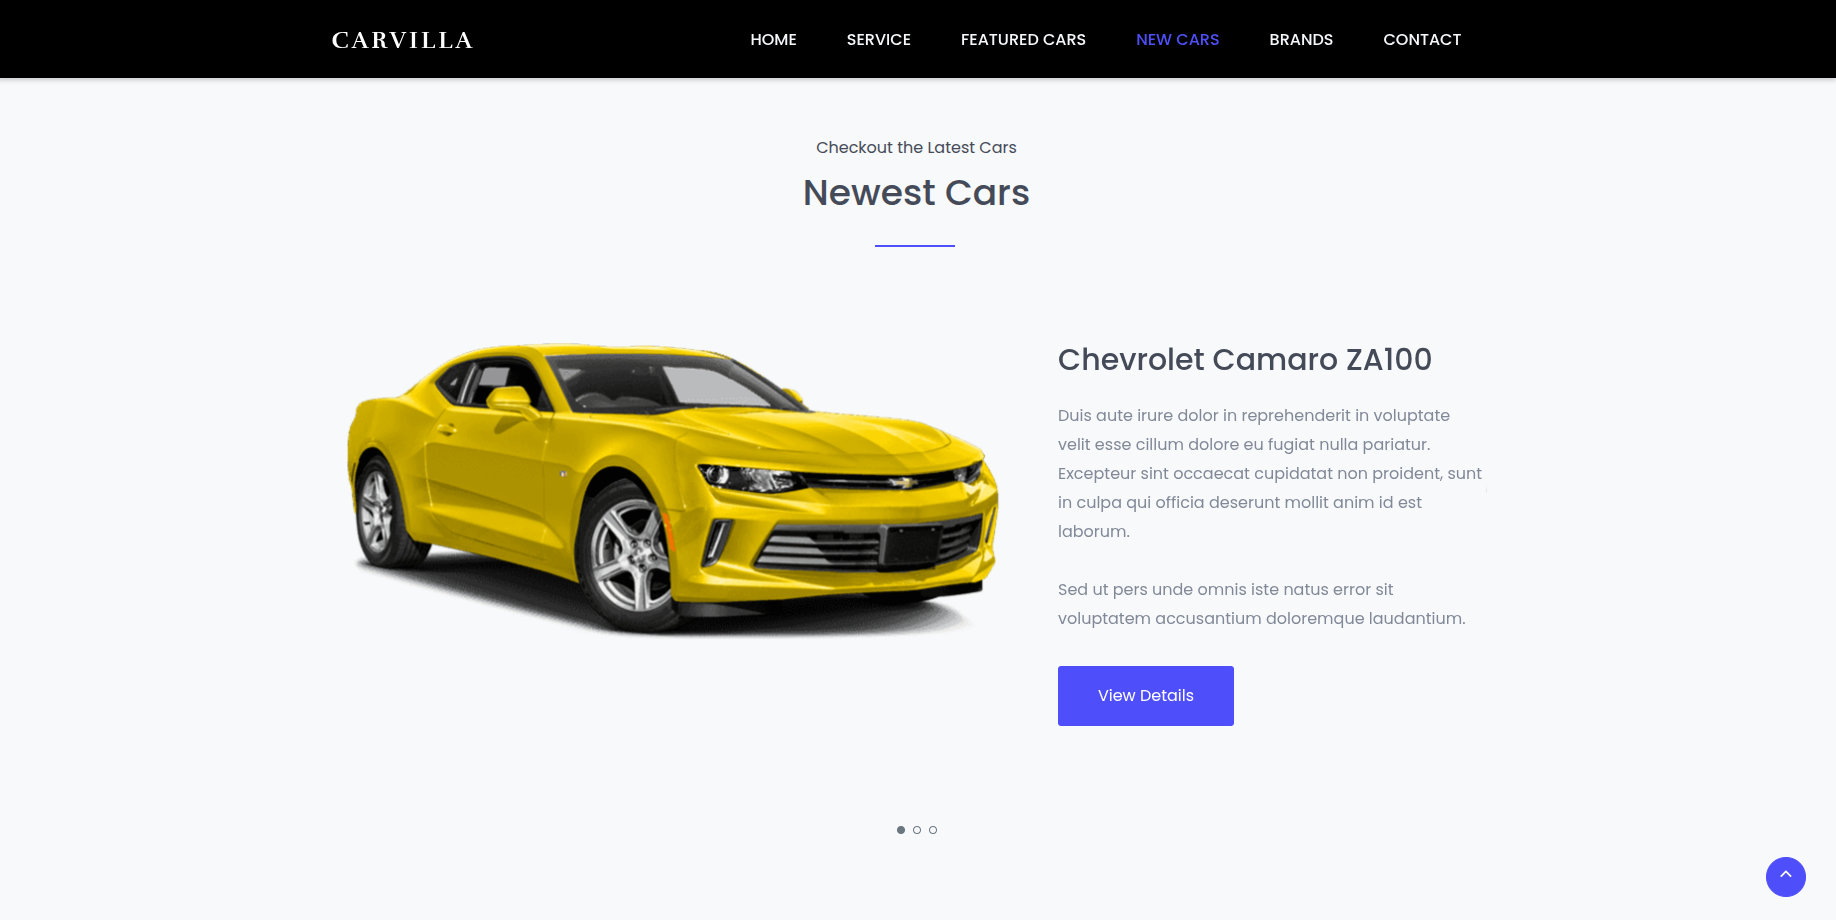 CARVILLA
HOME
SERVICE
FEATURED CARS
NEW CARS
BRANDS
CONTACT
Checkout the Latest Cars
Newest Cars
Chevrolet Camaro ZA100
Duis aute irure dolor in reprehenderit in voluptate
velit esse cillum dolore eu fugiat nulla pariatur.
Excepteur sint occaecat cupidatat non proident, sunt
in culpa qui officia deserunt mollit anim id est
laborum.
Sed ut pers unde omnis iste natus error sit
voluptatem accusantium doloremque laudantium.
View Details